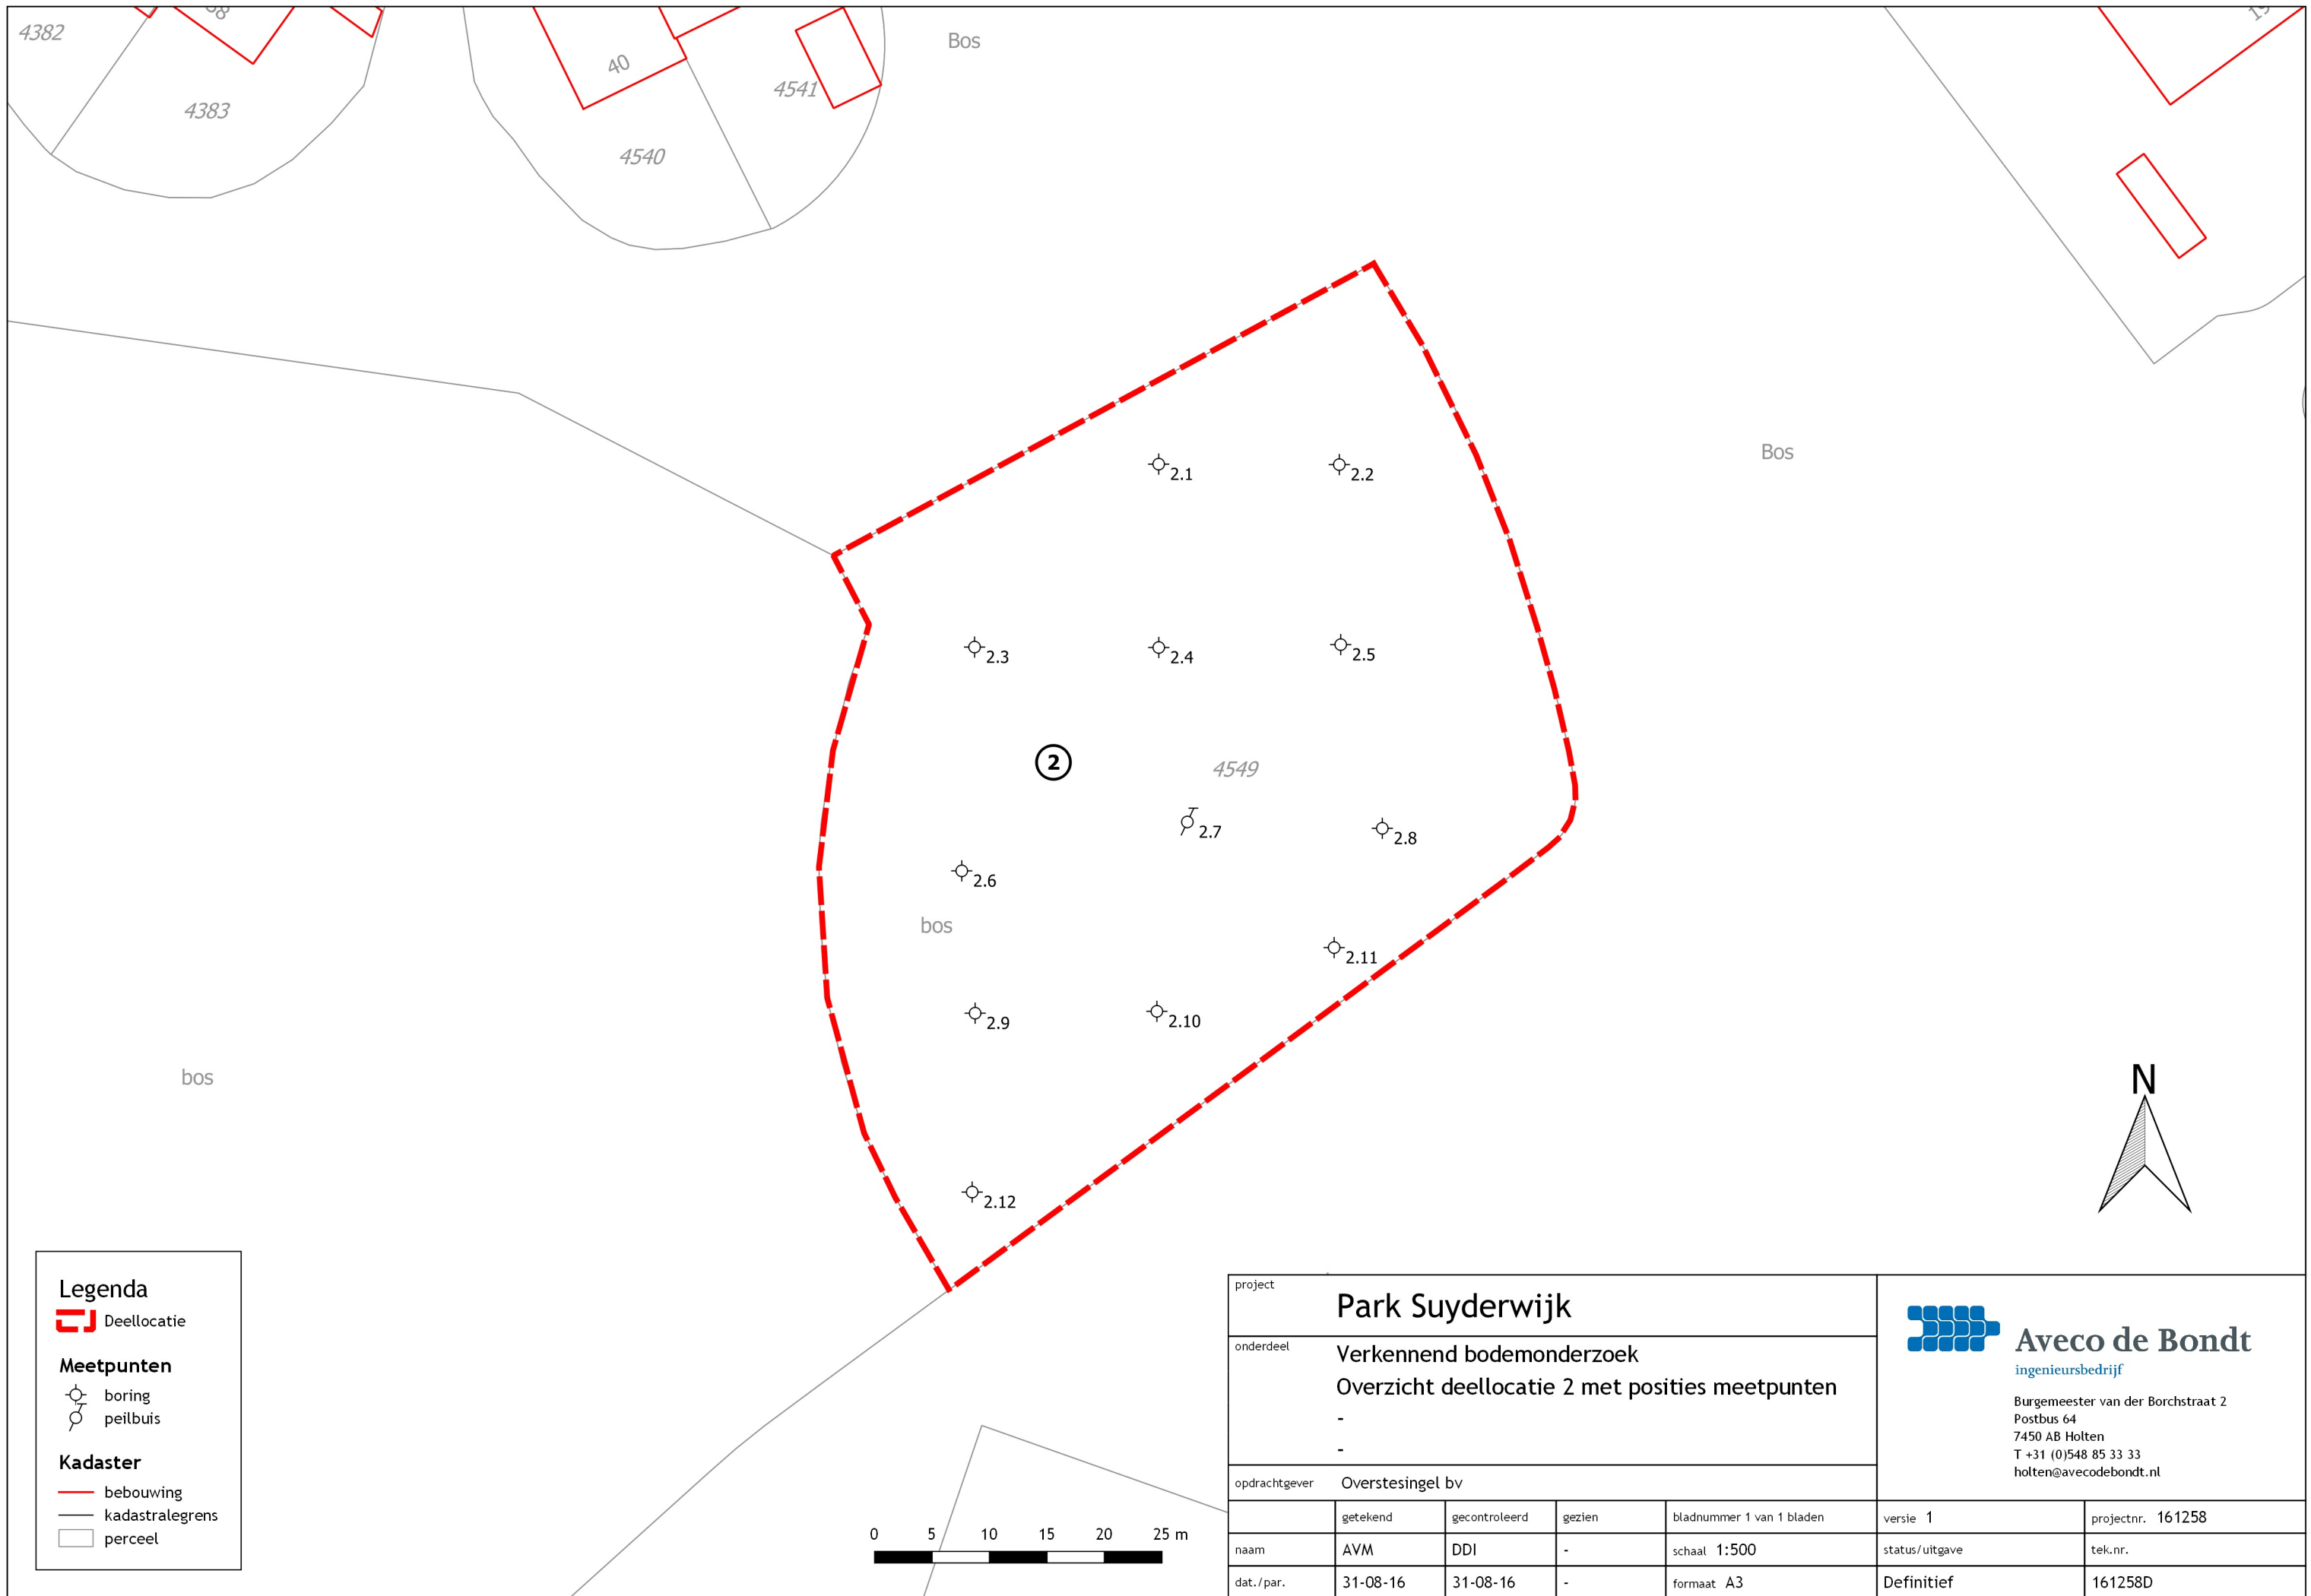 4382
4383
40
4540
4541
Bos
Bos
2.1
2.2
2.3
2.4
2.5
2
4549
2.7
2.8
2.6
bos
2.11
2.9
2.10
bos
2.12
N
Legenda
Deellocatie
Meetpunten
boring
peilbuis
Kadaster
bebouwing
kadastralegrens
perceel
0 5 10 15 20 25 m
project
Park Suyderwijk
onderdeel
Verkennend bodemonderzoek
Overzicht deellocatie 2 met posities meetpunten
-
-
opdrachtgever Overstesingel bv
Aveco de Bondt
ingenieursbedrijf
Burgemeester van der Borchstraat 2
Postbus 64
7450 AB Holten
T +31 (0)548 85 33 33
holten@avecodebondt.nl
getekend gecontroleerd gezien bladnummer 1 van 1 bladen versie 1 projectnr. 161258
naam AVM DDI - schaal 1:500 status/uitgave tek.nr.
dat./par. 31-08-16 31-08-16 - formaat A3 Definitief 161258D